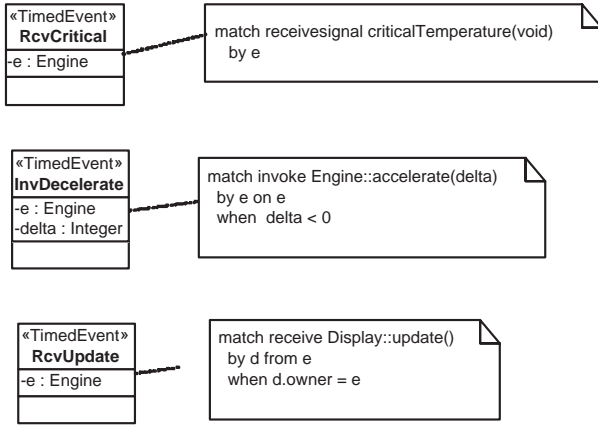 «TimedEvent»
RcvCritical
-e : Engine
match receivesignal criticalTemperature(void)
by e
«TimedEvent»
InvDecelerate
-e : Engine
-delta : Integer
match invoke Engine::accelerate(delta)
by e on e
when delta < 0
«TimedEvent»
RcvUpdate
-e : Engine
match receive Display::update()
by d from e
when d.owner = e